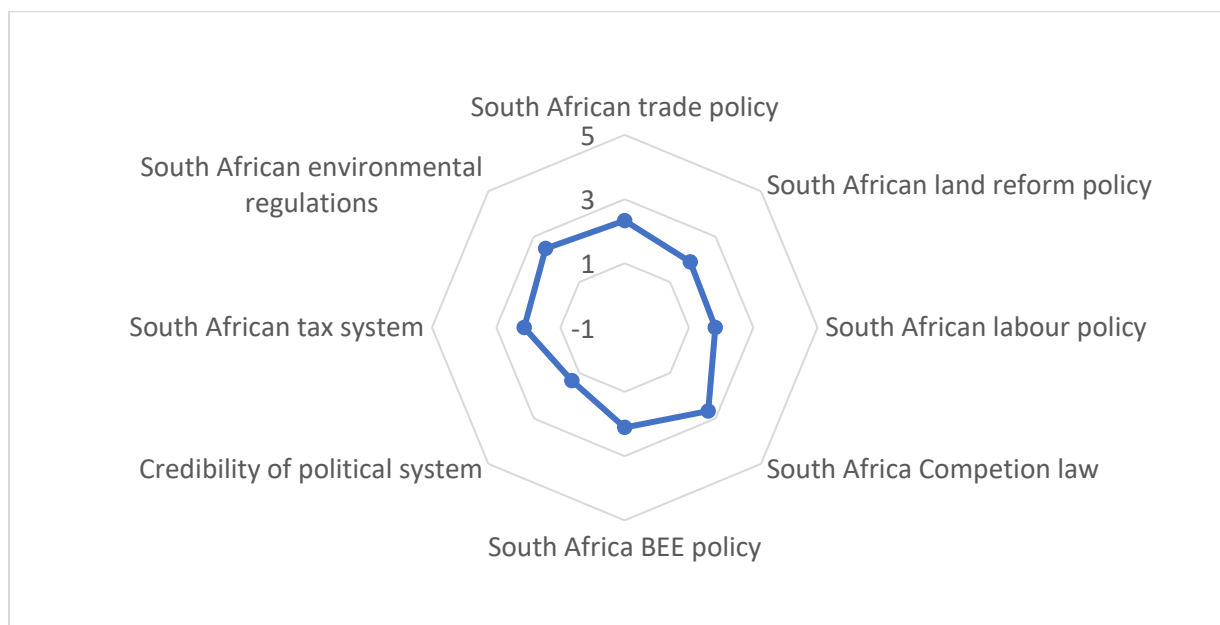 South African trade policy
5
South African environmental
regulations
South African land reform policy
3
1
South African tax system
-1
South African labour policy
Credibility of political system
South Africa Competion law
South Africa BEE policy